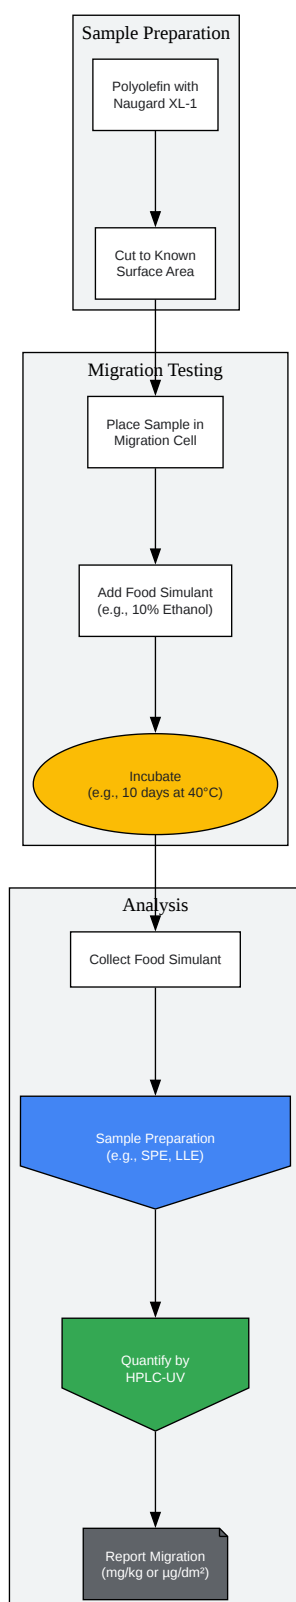 Sample Preparation
Polyolefin with
Naugard XL-1
Cut to Known
Surface Area
Migration Testing
Place Sample in
Migration Cell
Add Food Simulant
(e.g., 10% Ethanol)
Incubate
(e.g., 10 days at 40°C)
Analysis
Collect Food Simulant
Sample Preparation
(e.g., SPE, LLE)
Quantify by
HPLC-UV
Report Migration
(mg/kg or µg/dm²)